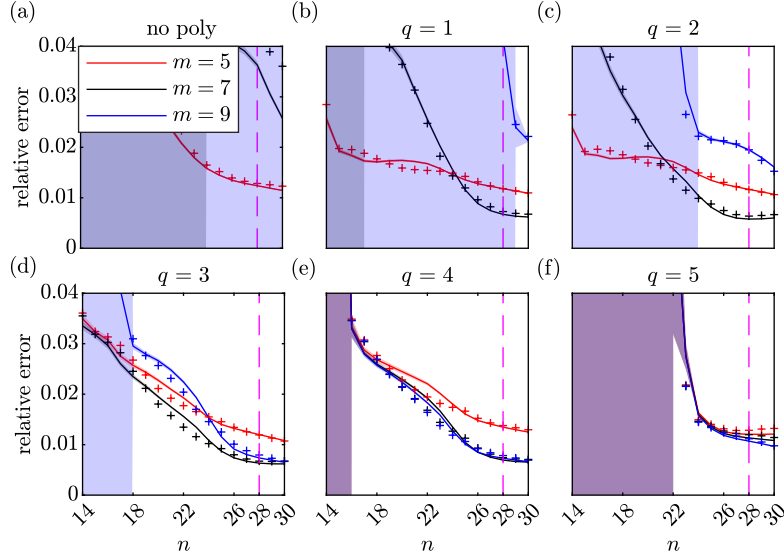 (a) no poly (b) q = 1 (c) q = 2
0.04
0.03
0.02
0.01
0
relative error
m = 5
m = 7
m = 9
(d) q = 3 (e) q = 4 (f) q = 5
0.04
0.03
0.02
0.01
0
relative error
14 18 22 26 28 30 14 18 22 26 28 30 14 18 22 26 28 30
n n n